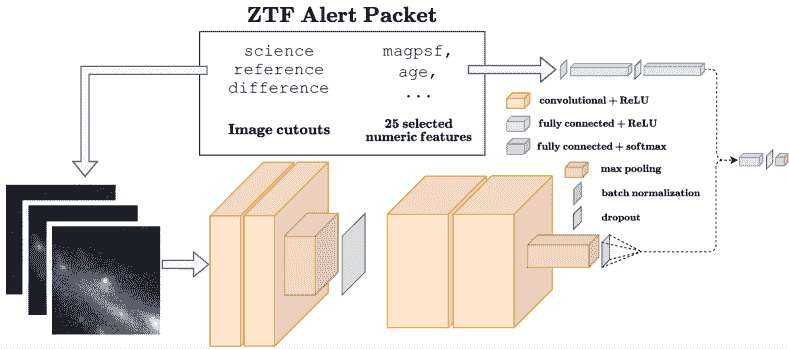 ZTF Alert Packet
science
reference
difference
Image cutouts
magpsf,
age,
...
25 selected
numeric features
convolutional + ReLU
fully connected + ReLU
fully connected + softmax
max pooling
batch normalization
dropout